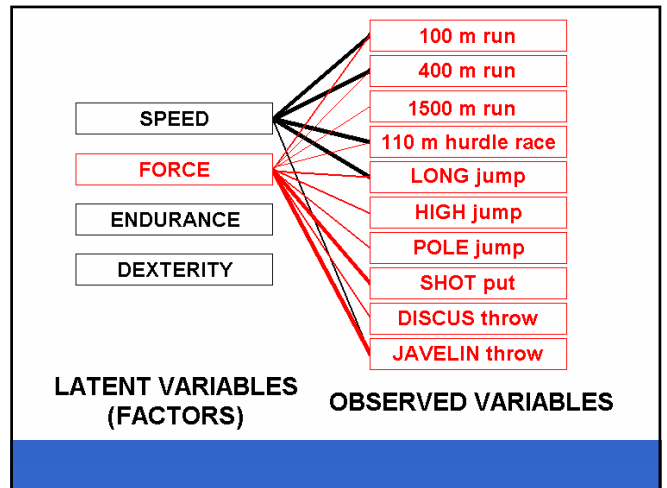 SPEED
FORCE
ENDURANCE
DEXTERITY
LATENT VARIABLES
(FACTORS)
100 m run
400 m run
1500 m run
110 m hurdle race
LONG jump
HIGH jump
POLE jump
SHOT put
DISCUS throw
JAVELIN throw
OBSERVED VARIABLES